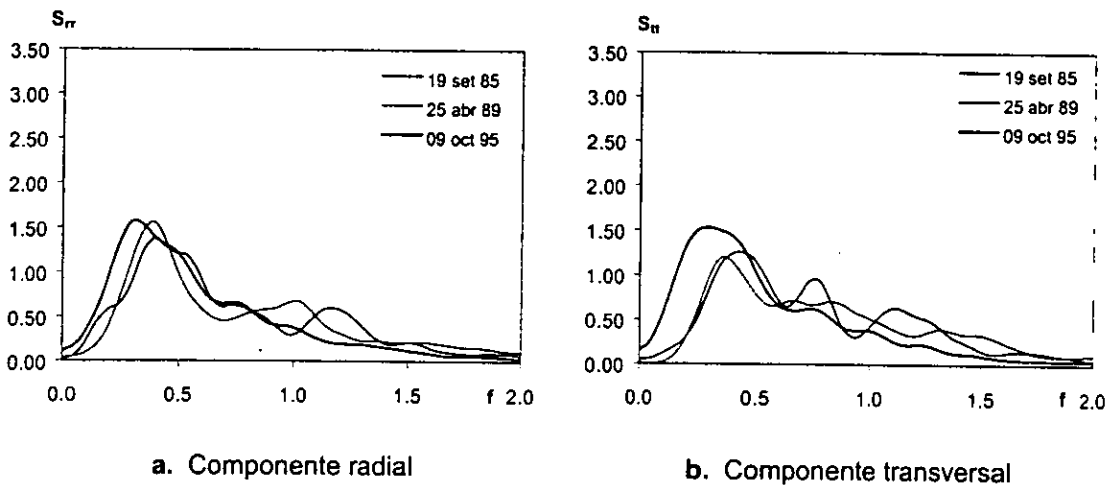 S_rr
3.50
3.00
2.50
2.00
1.50
1.00
0.50
0.00
19 set 85
25 abr 89
09 oct 95
0.0 0.5 1.0 1.5 f 2.0
a. Componente radial
S_tt
3.50
3.00
2.50
2.00
1.50
1.00
0.50
0.00
19 set 85
25 abr 89
09 oct 95
0.0 0.5 1.0 1.5 f 2.0
b. Componente transversal